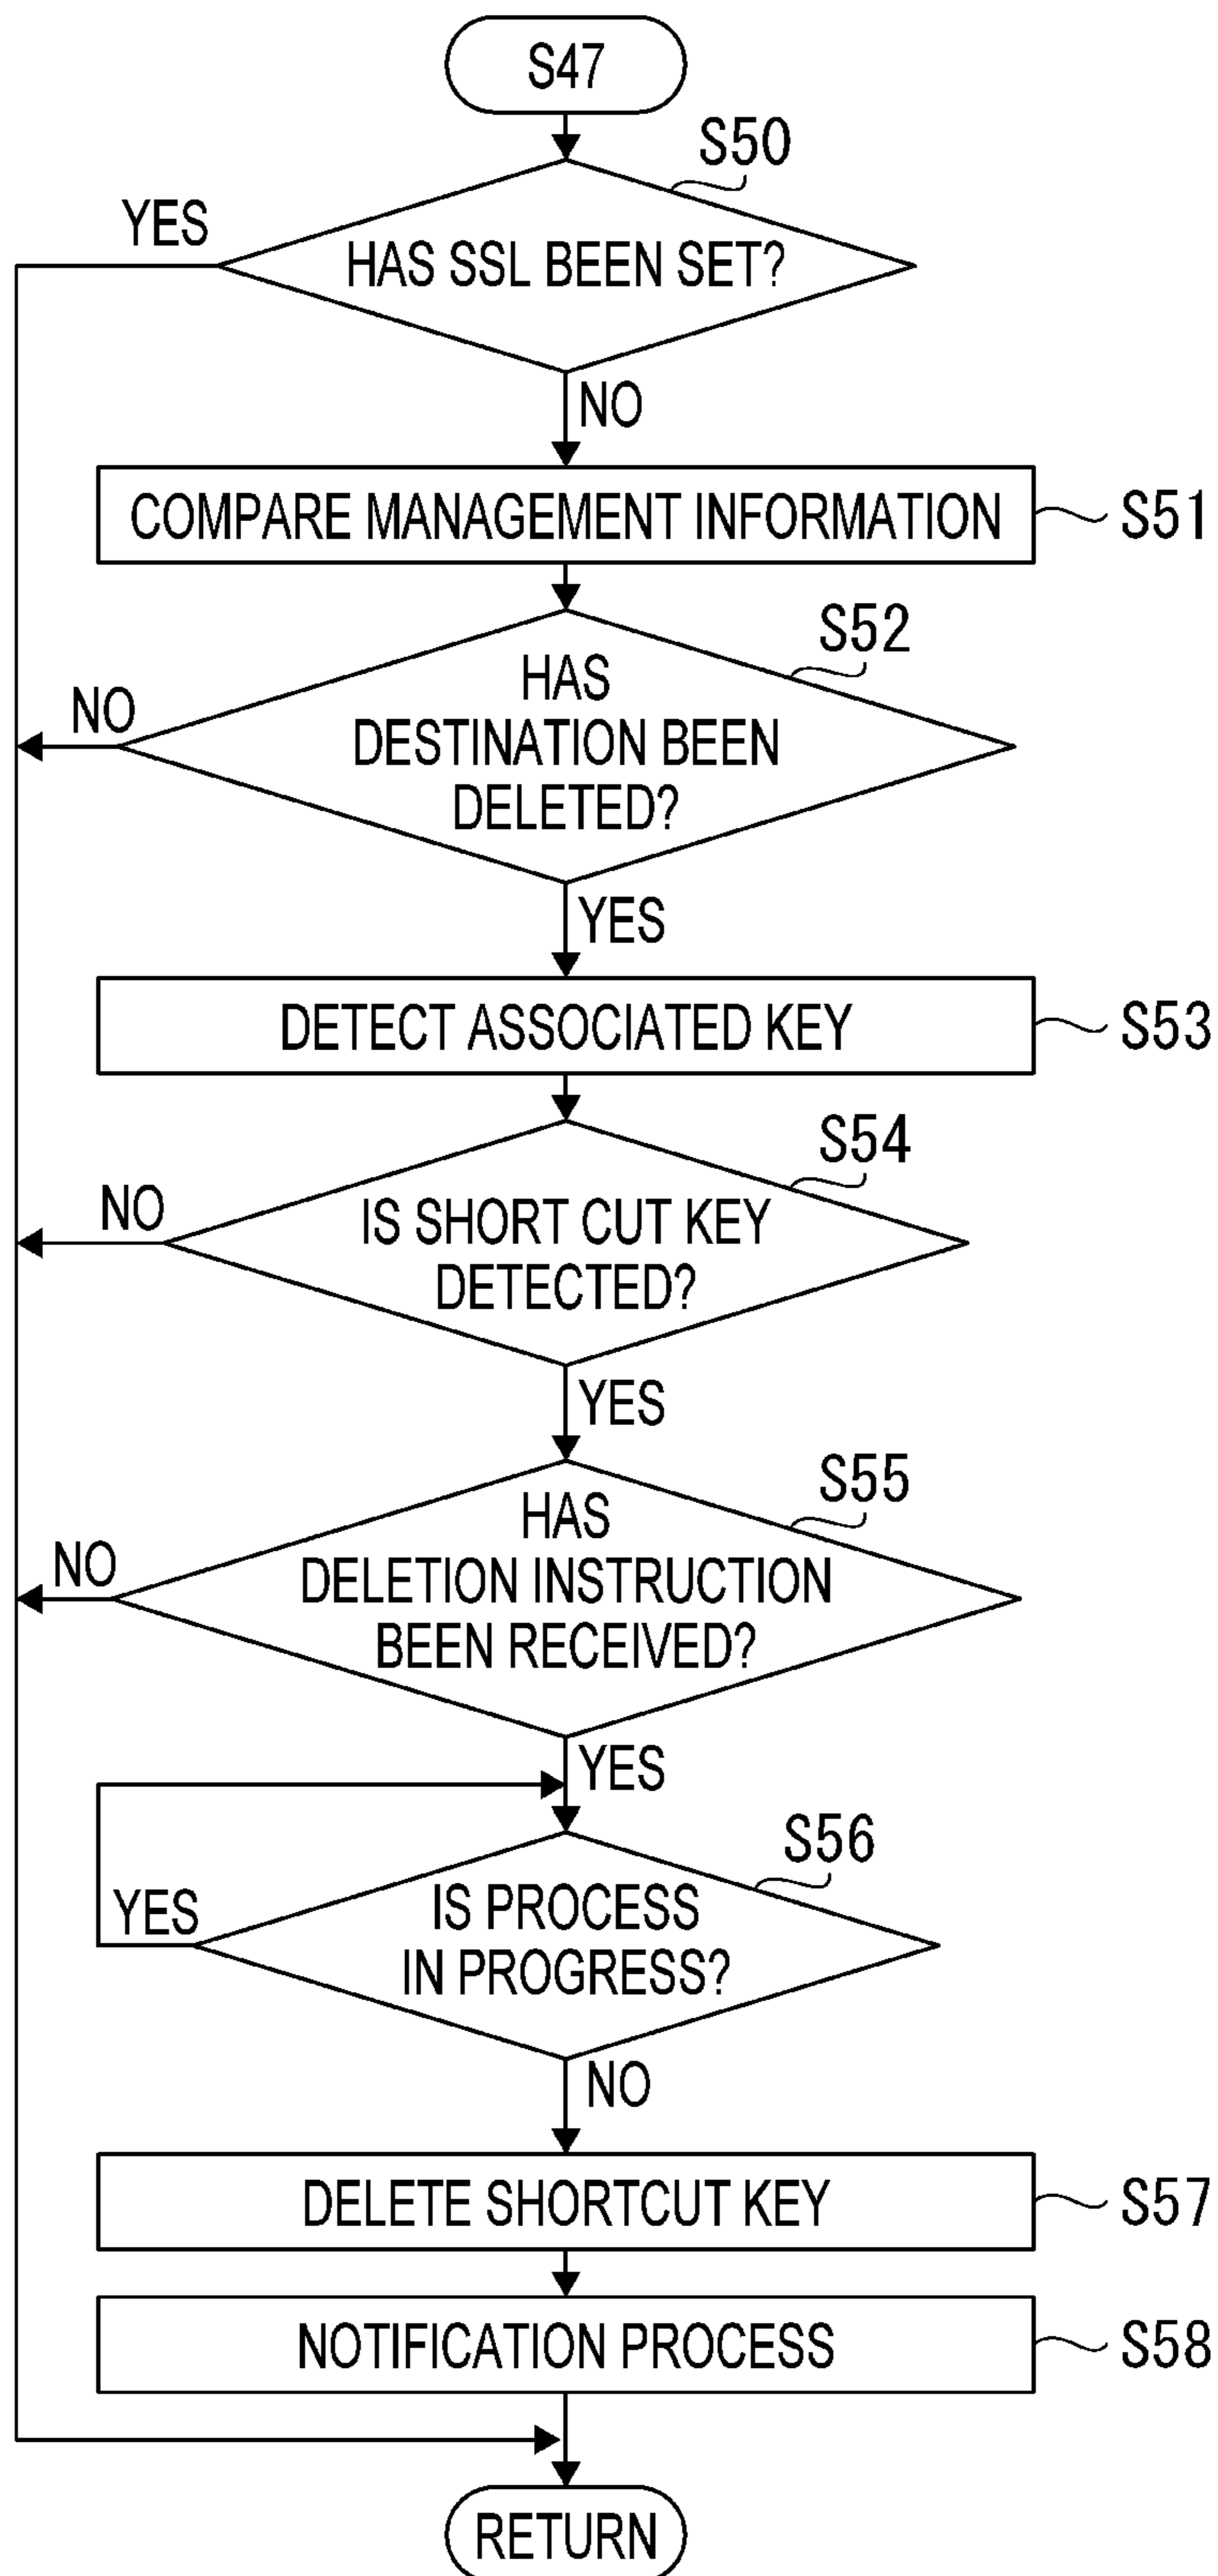 S47
S50
YES
HAS SSL BEEN SET?
NO
COMPARE MANAGEMENT INFORMATION
S51
S52
HAS
NO
DESTINATION BEEN
DELETED?
YES
DETECT ASSOCIATED KEY
S53
S54
NO
IS SHORT CUT KEY
DETECTED?
YES
S55
HAS
NO
DELETION INSTRUCTION
BEEN RECEIVED?
YES
S56
YES
IS PROCESS
IN PROGRESS?
NO
DELETE SHORTCUT KEY
S57
NOTIFICATION PROCESS
S58
RETURN